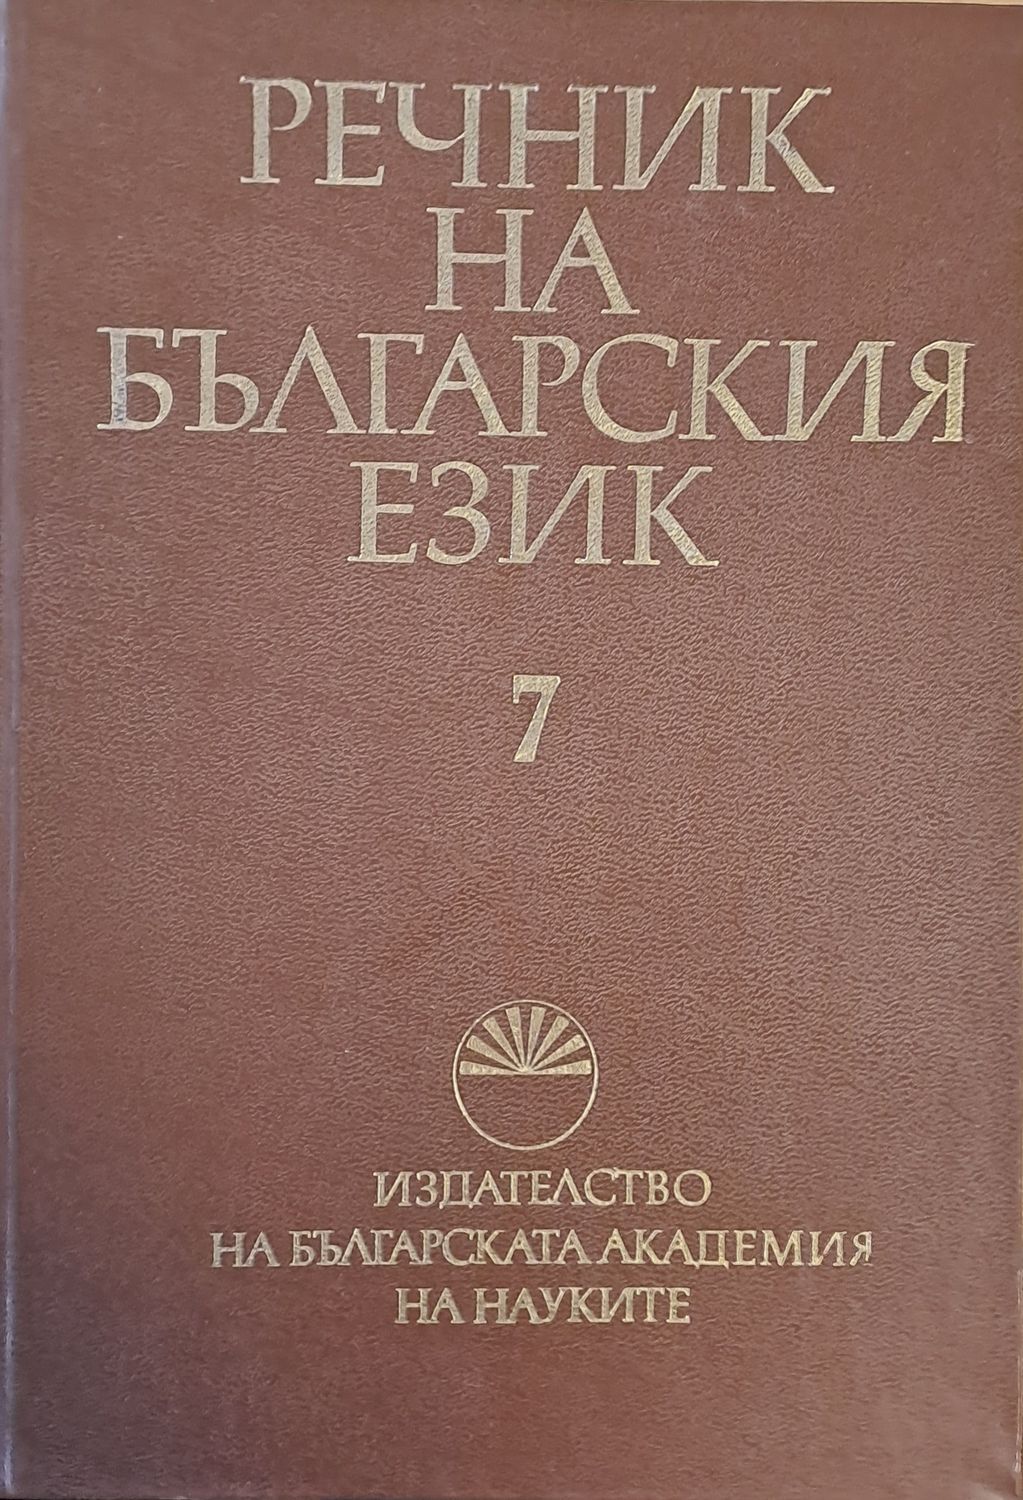 РЕЧНИК
НА
БЪЛГАРСКИЯ
ЕЗИК
7
ИЗДАТЕЛСТВО
НА БЪЛГАРСКАТА АКАДЕМИЯ
НА НАУКИТЕ